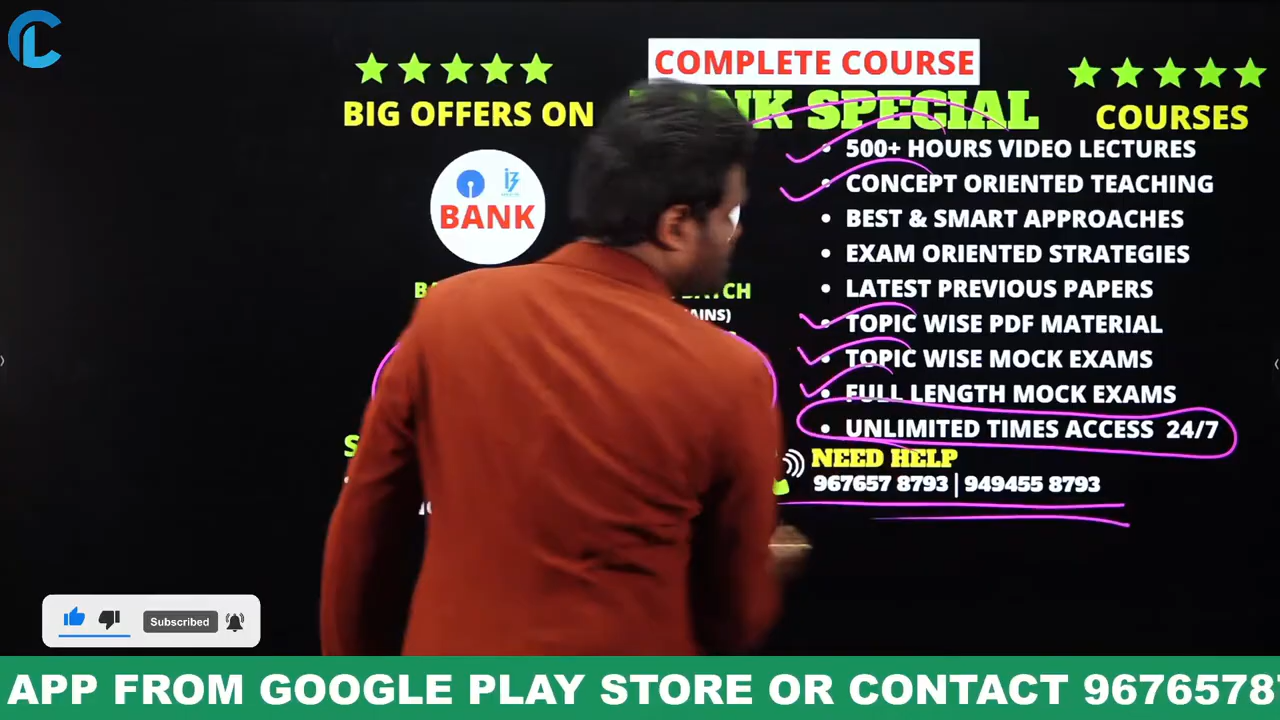 COMPLETE COURSE
BIG OFFERS ON
SPECIAL
COURSES
BANK
• 500+ HOURS VIDEO LECTURES
• CONCEPT ORIENTED TEACHING
• BEST & SMART APPROACHES
• EXAM ORIENTED STRATEGIES
• LATEST PREVIOUS PAPERS
• TOPIC WISE PDF MATERIAL
• TOPIC WISE MOCK EXAMS
• FULL LENGTH MOCK EXAMS
• UNLIMITED TIMES ACCESS 24/7
NEED HELP
967657 8793 | 949455 8793
Subscribed
APP FROM GOOGLE PLAY STORE OR CONTACT 9676578